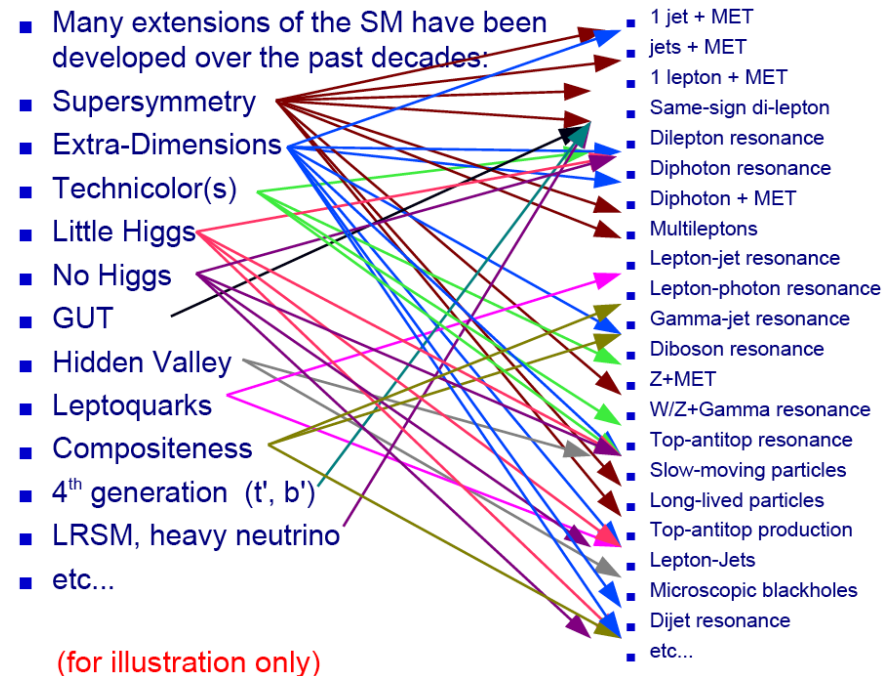 Many extensions of the SM have been
developed over the past decades:
Supersymmetry
Extra-Dimensions
Technicolor(s)
Little Higgs
No Higgs
GUT
Hidden Valley
Leptoquarks
Compositeness
4th generation (t', b')
LRSM, heavy neutrino
etc...
(for illustration only)
1 jet + MET
jets + MET
1 lepton + MET
Same-sign di-lepton
Dilepton resonance
Diphoton resonance
Diphoton + MET
Multileptons
Lepton-jet resonance
Lepton-photon resonance
Gamma-jet resonance
Diboson resonance
Z+MET
W/Z+Gamma resonance
Top-antitop resonance
Slow-moving particles
Long-lived particles
Top-antitop production
Lepton-Jets
Microscopic blackholes
Dijet resonance
etc...